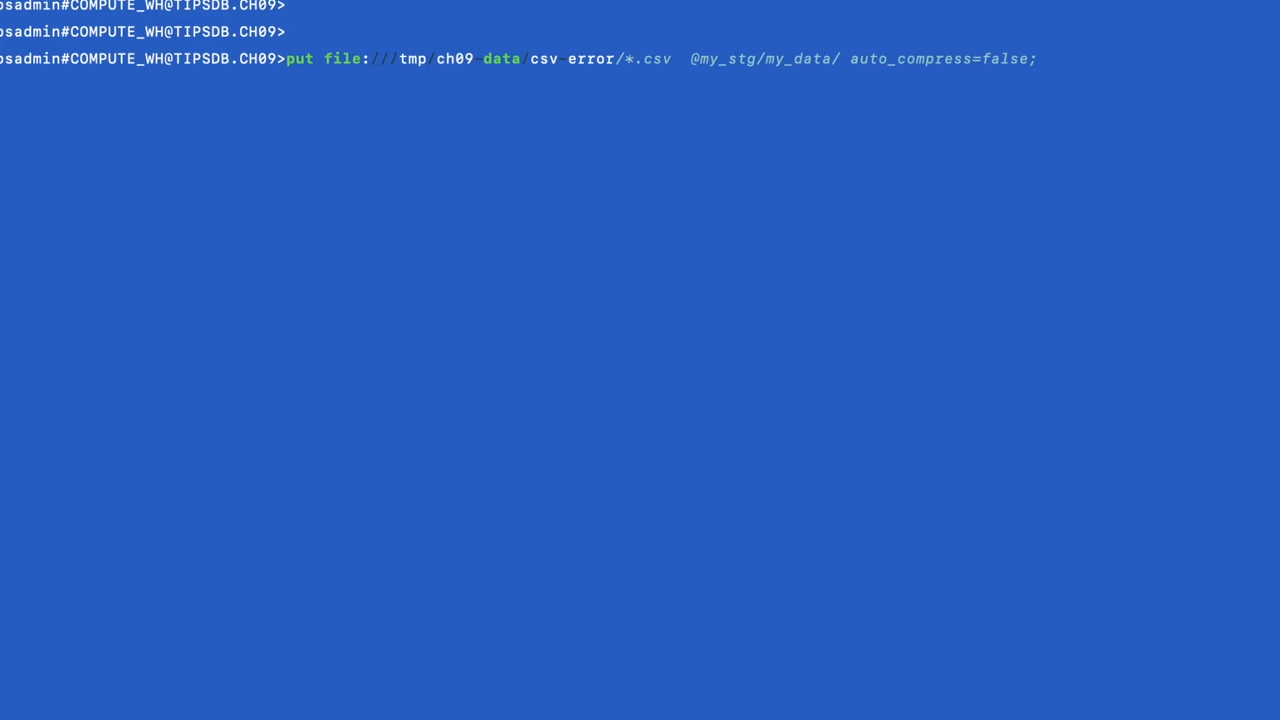 psadmin#COMPUTE_WH@TIPSDB.CH09>
psadmin#COMPUTE_WH@TIPSDB.CH09>
psadmin#COMPUTE_WH@TIPSDB.CH09>put file:///tmp/ch09-data/csv-error/*.csv  @my_stg/my_data/ auto_compress=false;